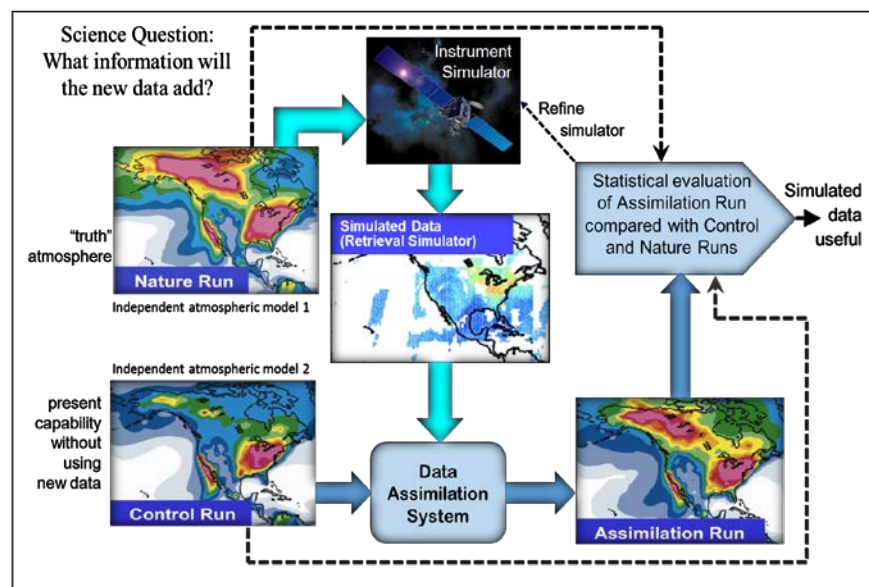 Science Question:
What information will
the new data add?
Instrument
Simulator
Refine
simulator
"truth"
atmosphere
Nature Run
Independent atmospheric model 1
Simulated Data
(Retrieval Simulator)
Statistical evaluation
of Assimilation Run
compared with Control
and Nature Runs
Simulated
data
useful
Independent atmospheric model 2
present
capability
without
using
new data
Control Run
Data
Assimilation
System
Assimilation Run